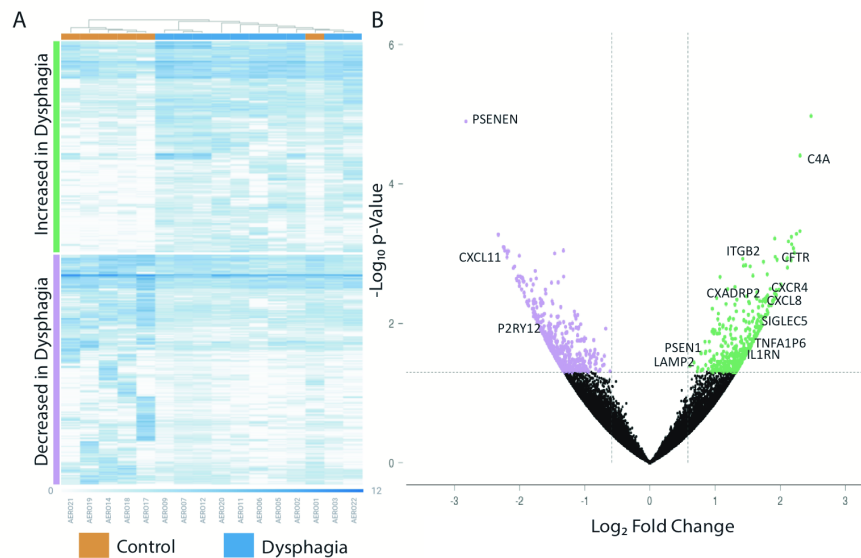 A
Increased in Dysphagia
Decreased in Dysphagia
0
12
AERO21
AERO19
AERO14
AERO18
AERO17
AERO09
AERO07
AERO12
AERO20
AERO11
AERO06
AERO05
AERO02
AERO01
AERO03
AERO22
Control
Dysphagia
B
6
4
2
0
-Log₁₀ p-Value
PSENEN
C4A
CXCL11
ITGB2
CFTR
CXCR4
CXADRP2
CXCL8
P2RY12
SIGLEC5
PSEN1
TNFA1P6
LAMP2
IL1RN
-3
-2
-1
0
1
2
3
Log₂ Fold Change